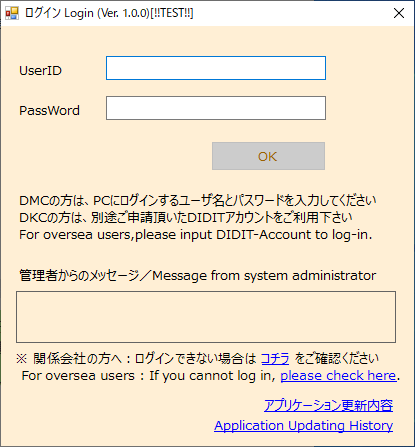 ログイン Login (Ver. 1.0.0)[!!TEST!!]
UserID
PassWord
OK
DMCの方は、PCにログインするユーザ名とパスワードを入力してください
DKCの方は、別途ご申請頂いたDIDITアカウントをご利用下さい
For oversea users,please input DIDIT-Account to log-in.
管理者からのメッセージ／Message from system administrator
※ 関係会社の方へ：ログインできない場合は コチラ をご確認ください
For oversea users : If you cannot log in, please check here.
アプリケーション更新内容
Application Updating History